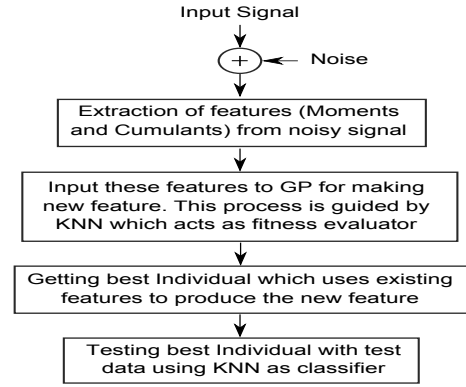 Input Signal
+
Noise
Extraction of features (Moments
and Cumulants) from noisy signal
Input these features to GP for making
new feature. This process is guided by
KNN which acts as fitness evaluator
Getting best Individual which uses existing
features to produce the new feature
Testing best Individual with test
data using KNN as classifier